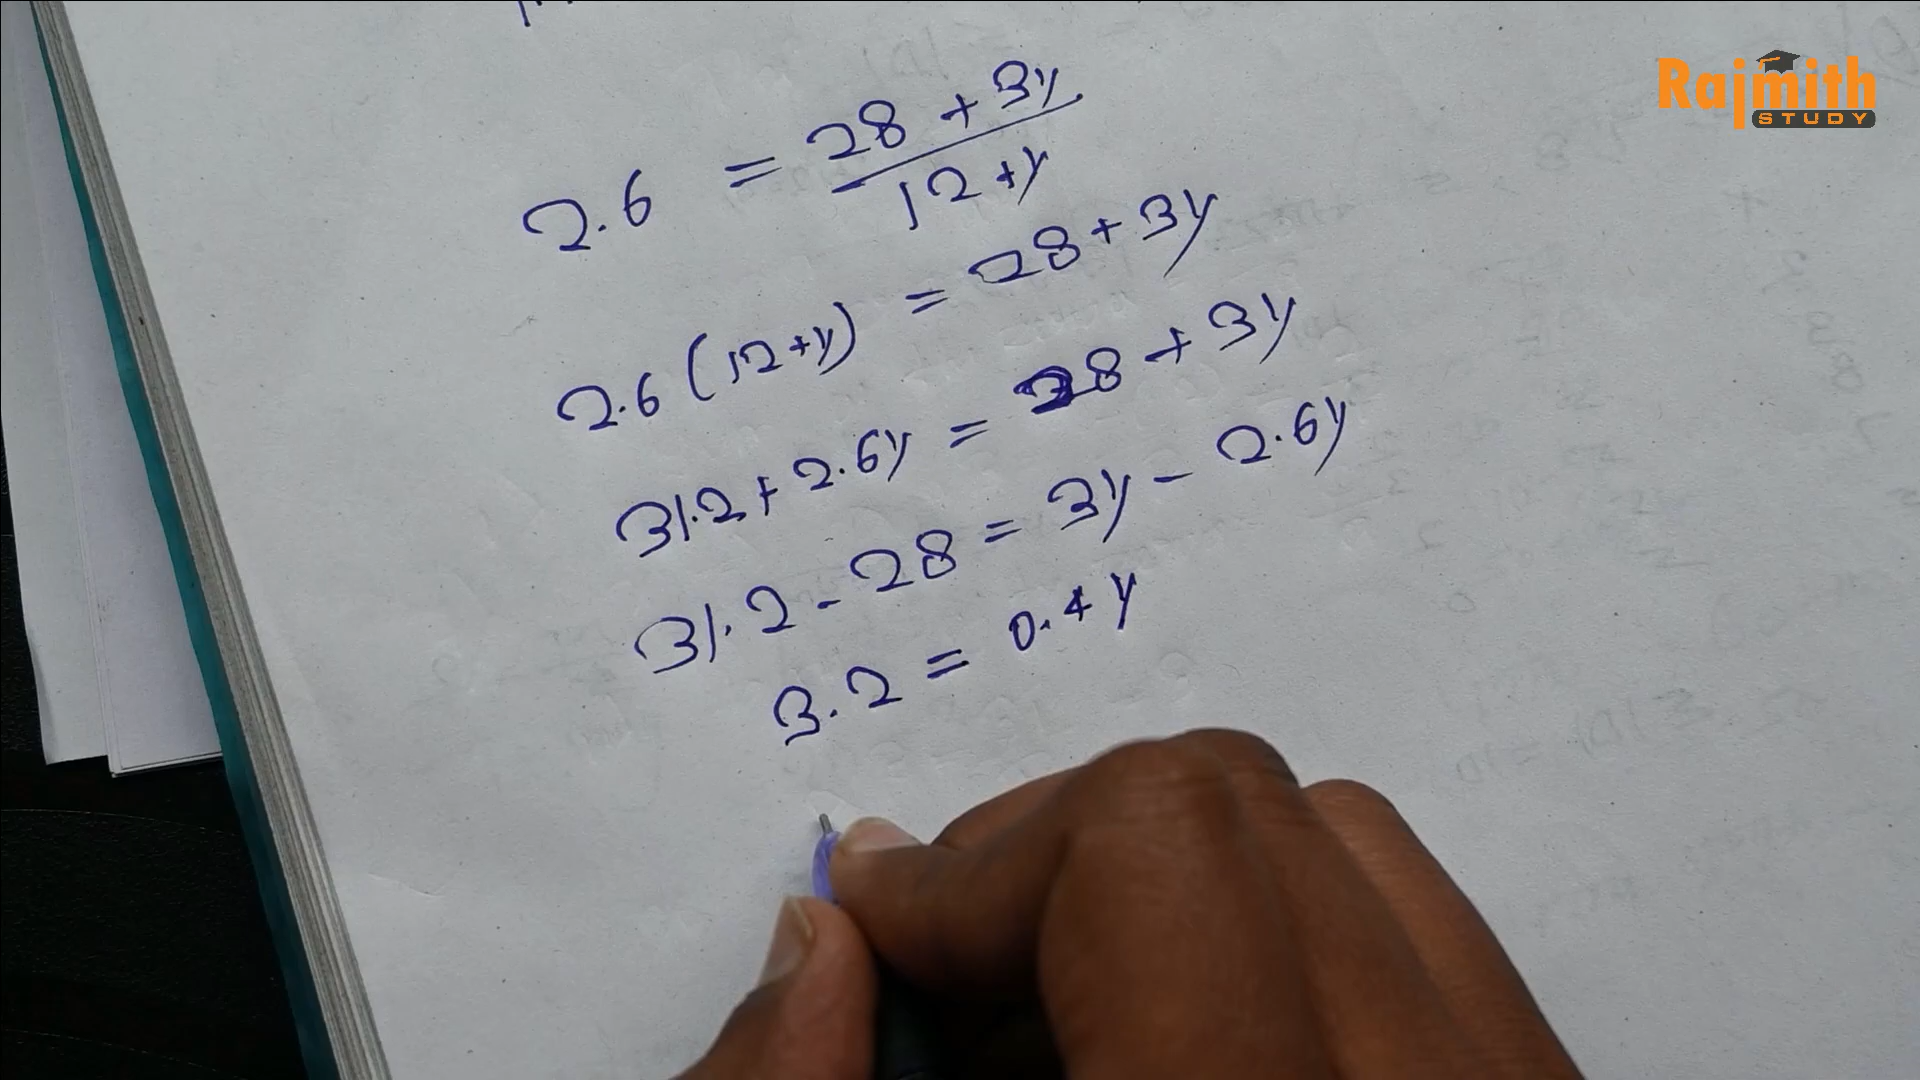 Rajmith
STUDY
2.6 = 28 + 3y / 12 + y
2.6 (12+y) = 28 + 3y
31.2 + 2.6y = 28 + 3y
31.2 - 28 = 3y - 2.6y
3.2 = 0.4y